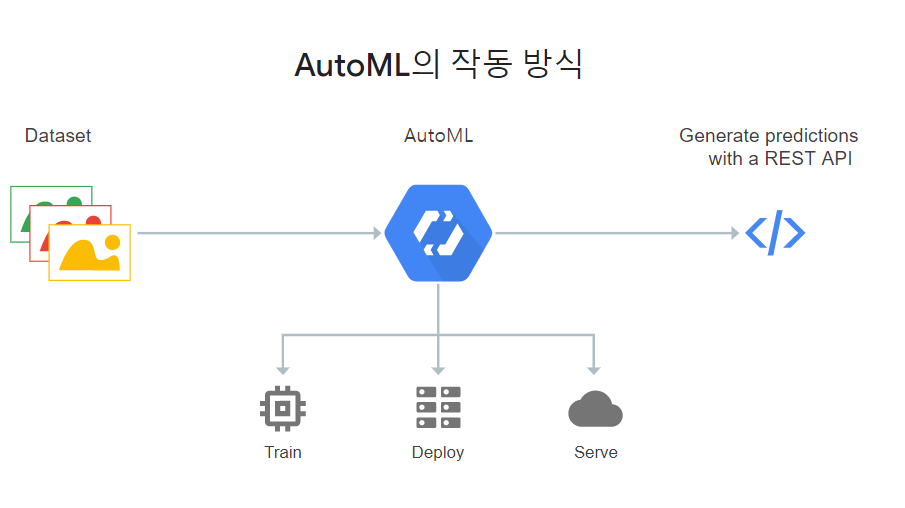 AutoML의 작동 방식
Dataset
AutoML
Generate predictions
with a REST API
Train
Deploy
Serve